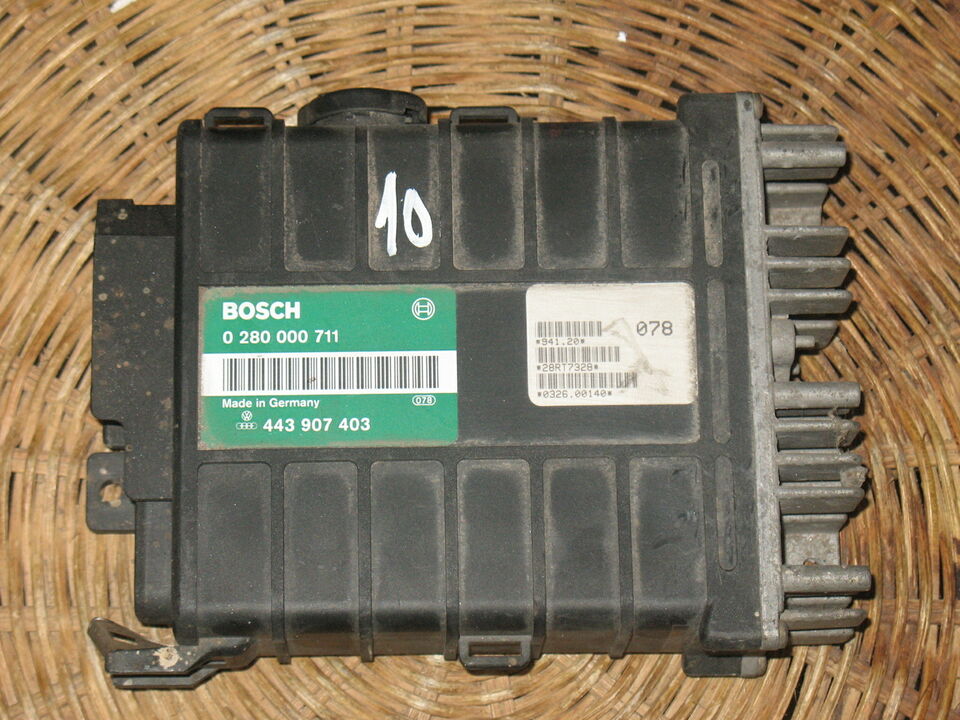 10
BOSCH
0 280 000 711
Made in Germany 078
443 907 403
078
*941.20*
*28RT7328*
*0326.00140*